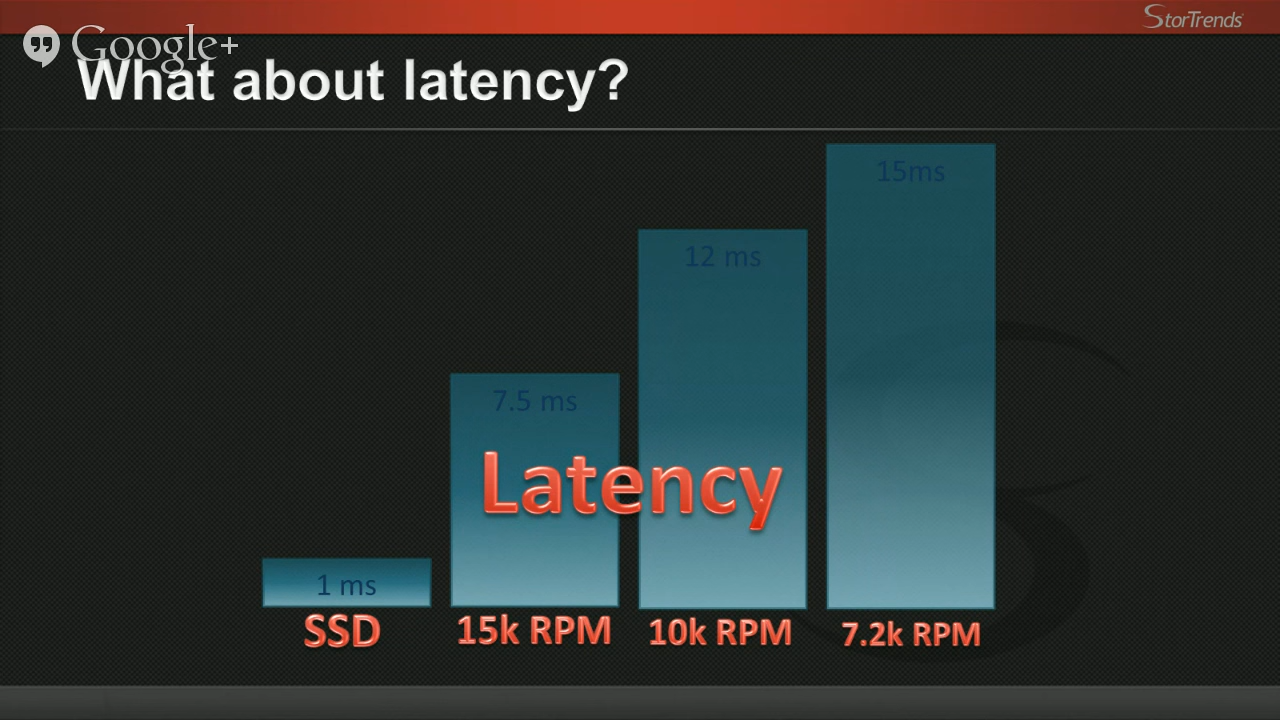 StorTrends
Google+
What about latency?
15ms
12 ms
7.5 ms
Latency
1 ms
SSD
15k RPM
10k RPM
7.2k RPM